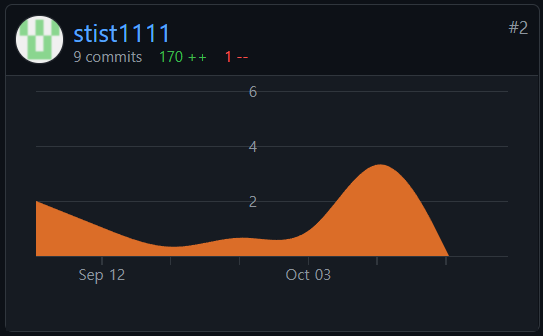 stist1111
#2
9 commits 170 ++ 1 --
6
4
2
Sep 12 Oct 03